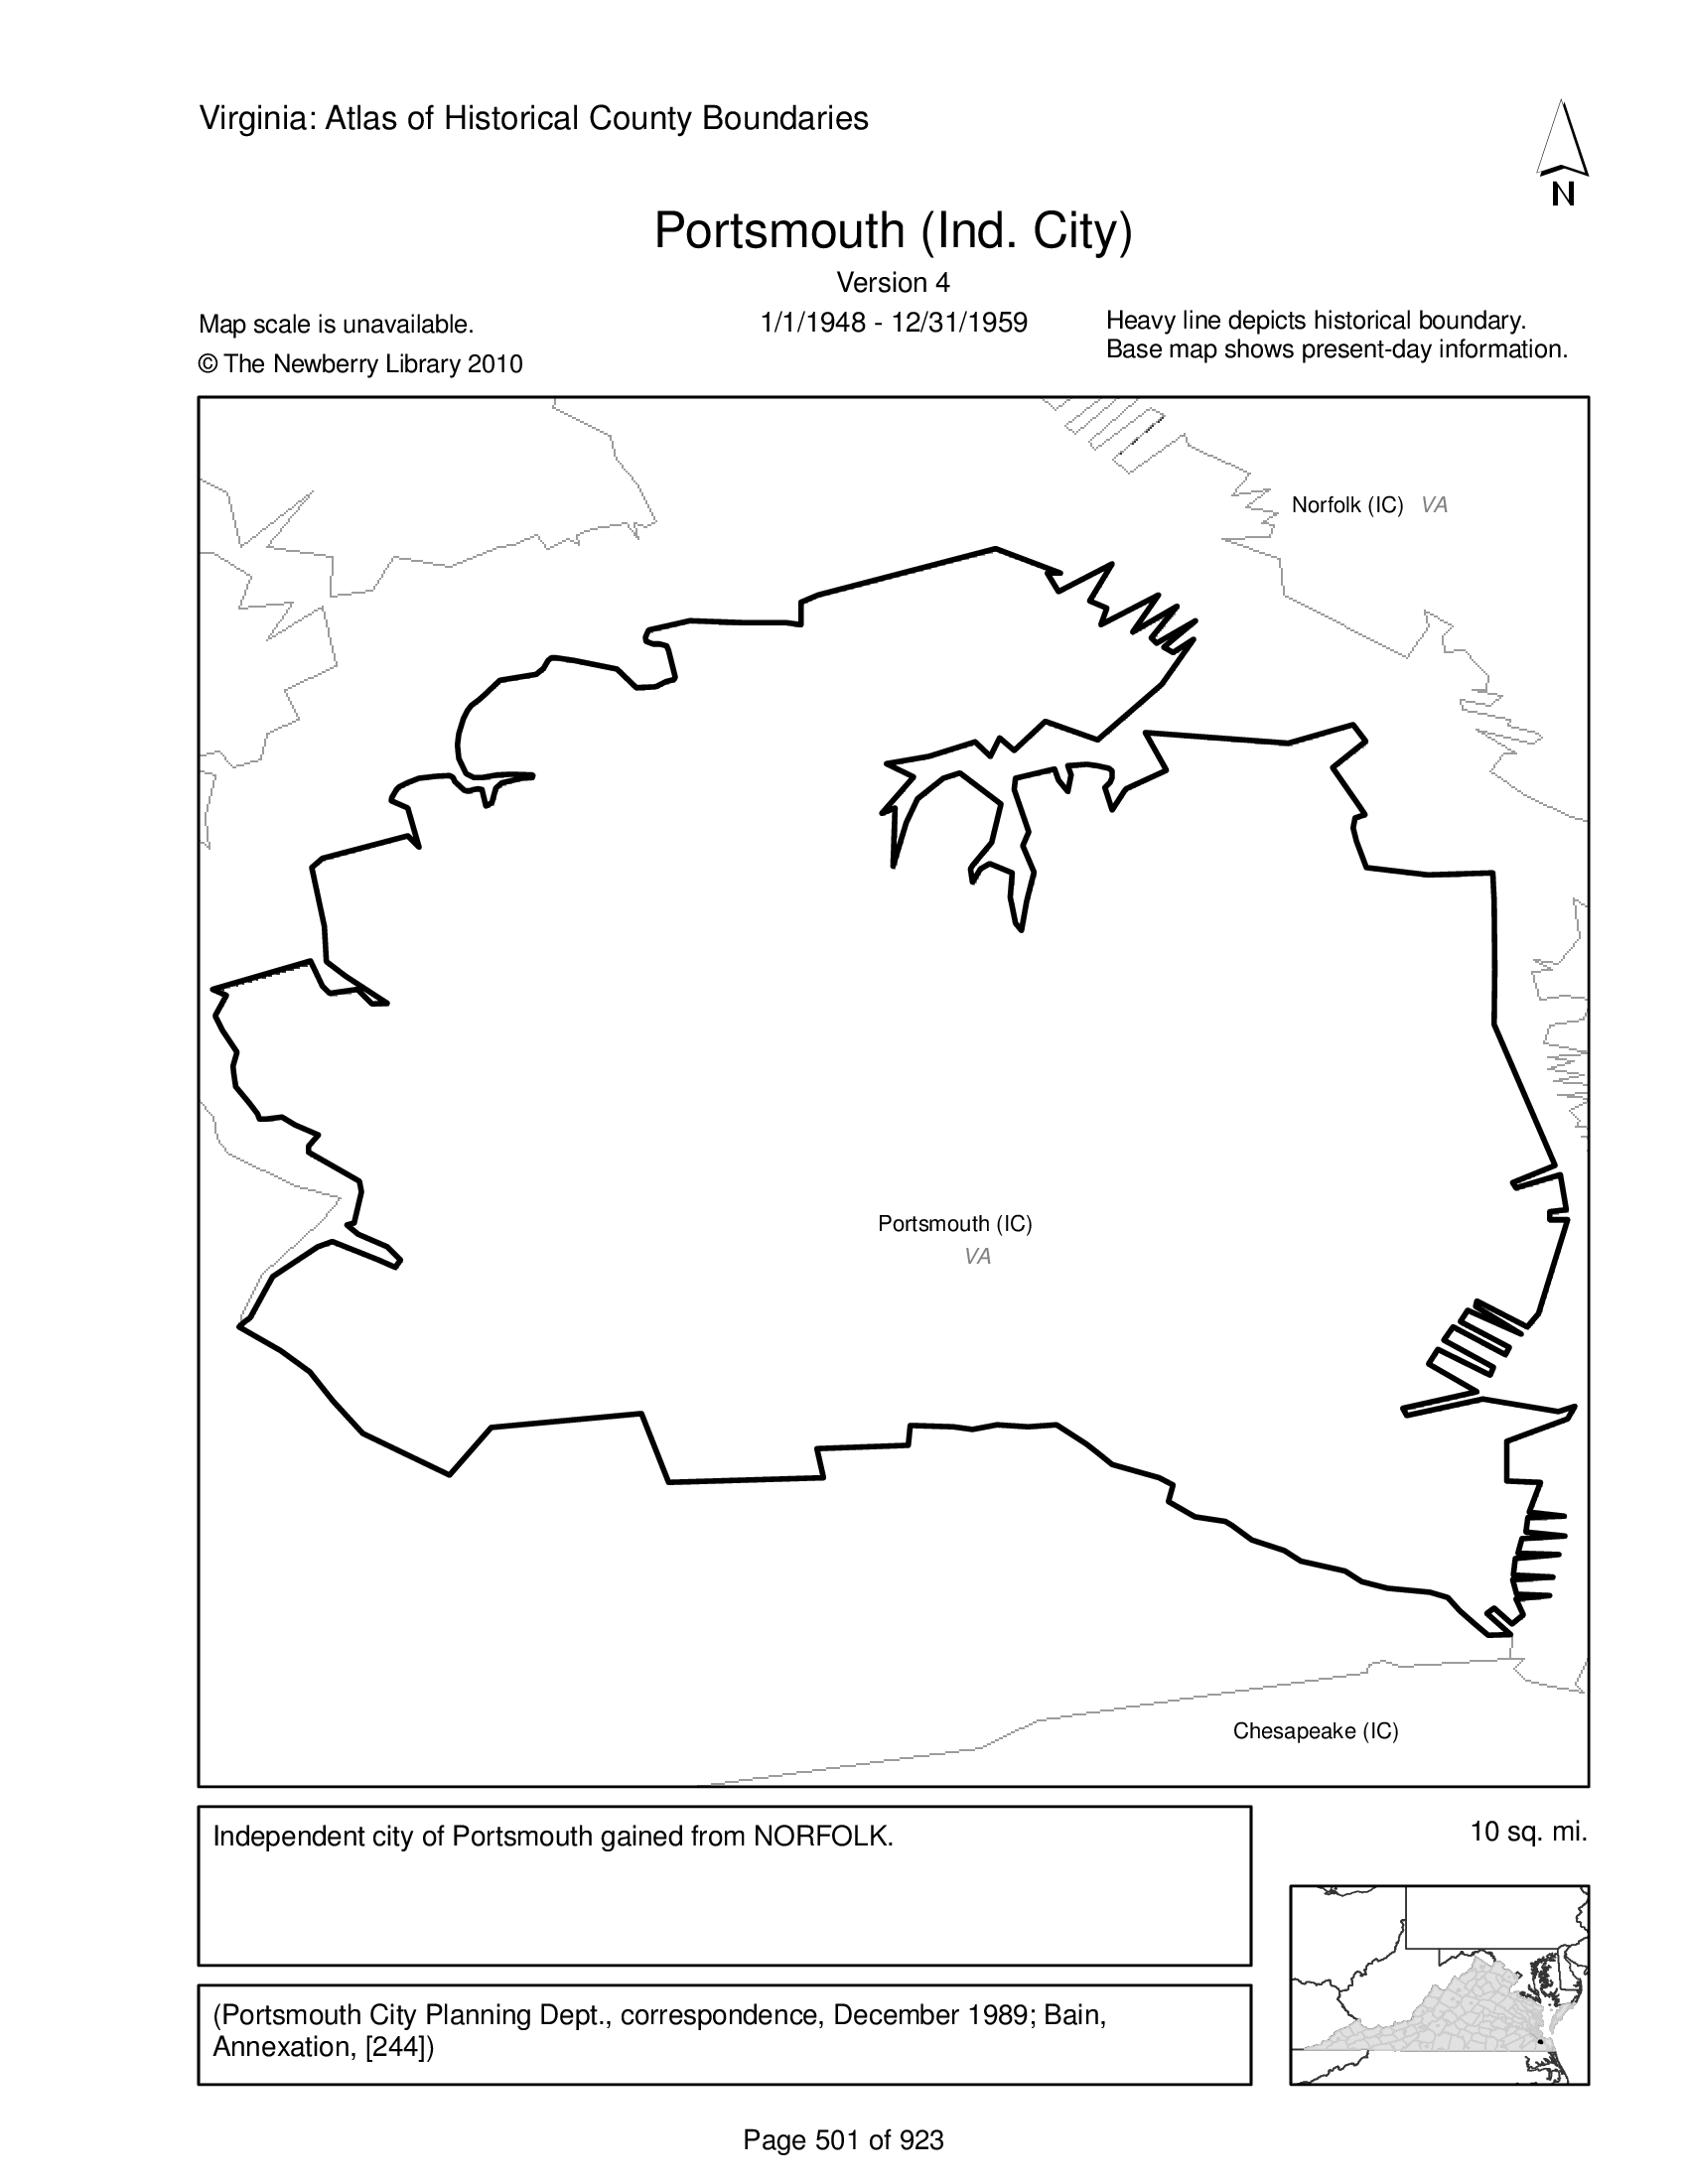 Virginia: Atlas of Historical County Boundaries
N
Portsmouth (Ind. City)
Version 4
Map scale is unavailable.
1/1/1948 - 12/31/1959
Heavy line depicts historical boundary.
© The Newberry Library 2010
Base map shows present-day information.
Norfolk (IC) VA
Portsmouth (IC)
VA
Chesapeake (IC)
Independent city of Portsmouth gained from NORFOLK.
10 sq. mi.
(Portsmouth City Planning Dept., correspondence, December 1989; Bain,
Annexation, [244])
Page 501 of 923